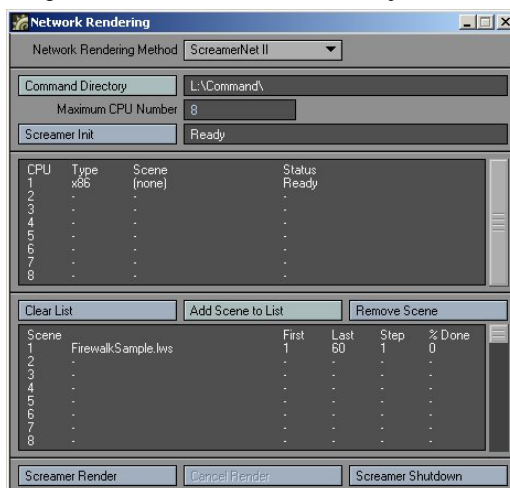 Network Rendering
Network Rendering Method ScreamerNet II
Command Directory L:\Command\
Maximum CPU Number 8
Screamer Init Ready
CPU Type Scene Status
1 x86 (none) Ready
2 - - -
3 - - -
4 - - -
5 - - -
6 - - -
7 - - -
8 - - -
Clear List Add Scene to List Remove Scene
Scene First Last Step % Done
1 FirewalkSample.lws 1 60 1 0
2 - - - - -
3 - - - - -
4 - - - - -
5 - - - - -
6 - - - - -
7 - - - - -
8 - - - - -
Screamer Render Cancel Render Screamer Shutdown